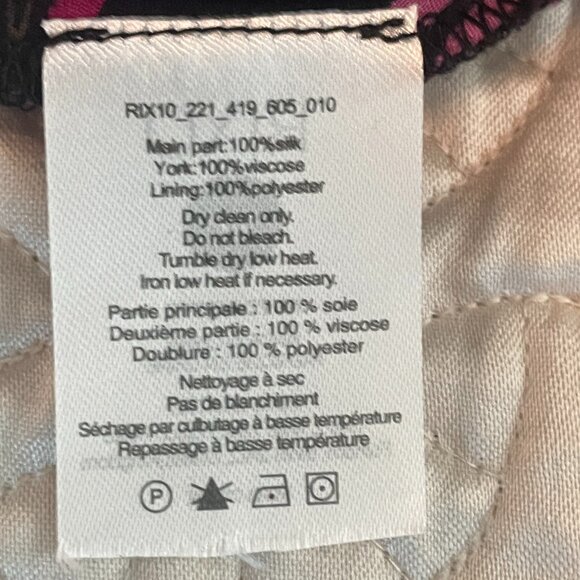 RIX10_221_419_605_010
Main part:100%silk
York:100%viscose
Lining:100%polyester
Dry clean only.
Do not bleach.
Tumble dry low heat.
Iron low heat if necessary.
Partie principale : 100 % soie
Deuxième partie : 100 % viscose
Doublure : 100 % polyester
Nettoyage à sec
Pas de blanchiment
Séchage par culbutage à basse température
Repassage à basse température
P